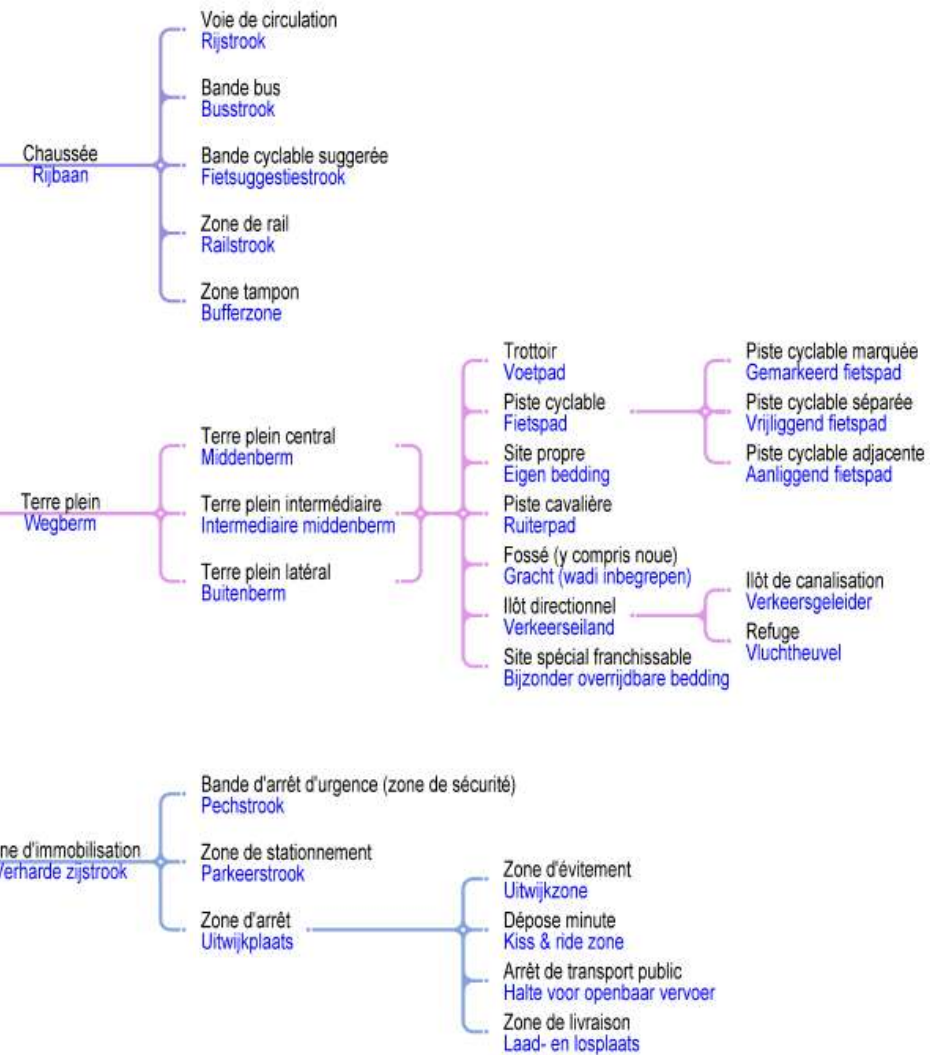 Voie de circulation
Rijstrook
Bande bus
Busstrook
Chaussée
Rijbaan
Bande cyclable suggerée
Fietsuggestiestrook
Zone de rail
Railstrook
Zone tampon
Bufferzone
Trottoir
Voetpad
Piste cyclable marquée
Gemarkeerd fietspad
Piste cyclable
Fietspad
Piste cyclable séparée
Vrijliggend fietspad
Terre plein central
Middenberm
Site propre
Eigen bedding
Piste cyclable adjacente
Aanliggend fietspad
Terre plein
Wegberm
Terre plein intermédiaire
Intermediaire middenberm
Piste cavalière
Ruiterpad
Terre plein latéral
Buitenberm
Fossé (y compris noue)
Gracht (wadi inbegrepen)
Ilôt directionnel
Verkeerseiland
Ilôt de canalisation
Verkeersgeleider
Refuge
Vluchtheuvel
Site spécial franchissable
Bijzonder overrijdbare bedding
Bande d'arrêt d'urgence (zone de sécurité)
Pechstrook
ne d'immobilisation
Verharde zijstrook
Zone de stationnement
Parkeerstrook
Zone d'arrêt
Uitwijkplaats
Zone d'évitement
Uitwijkzone
Dépose minute
Kiss & ride zone
Arrêt de transport public
Halte voor openbaar vervoer
Zone de livraison
Laad- en losplaats